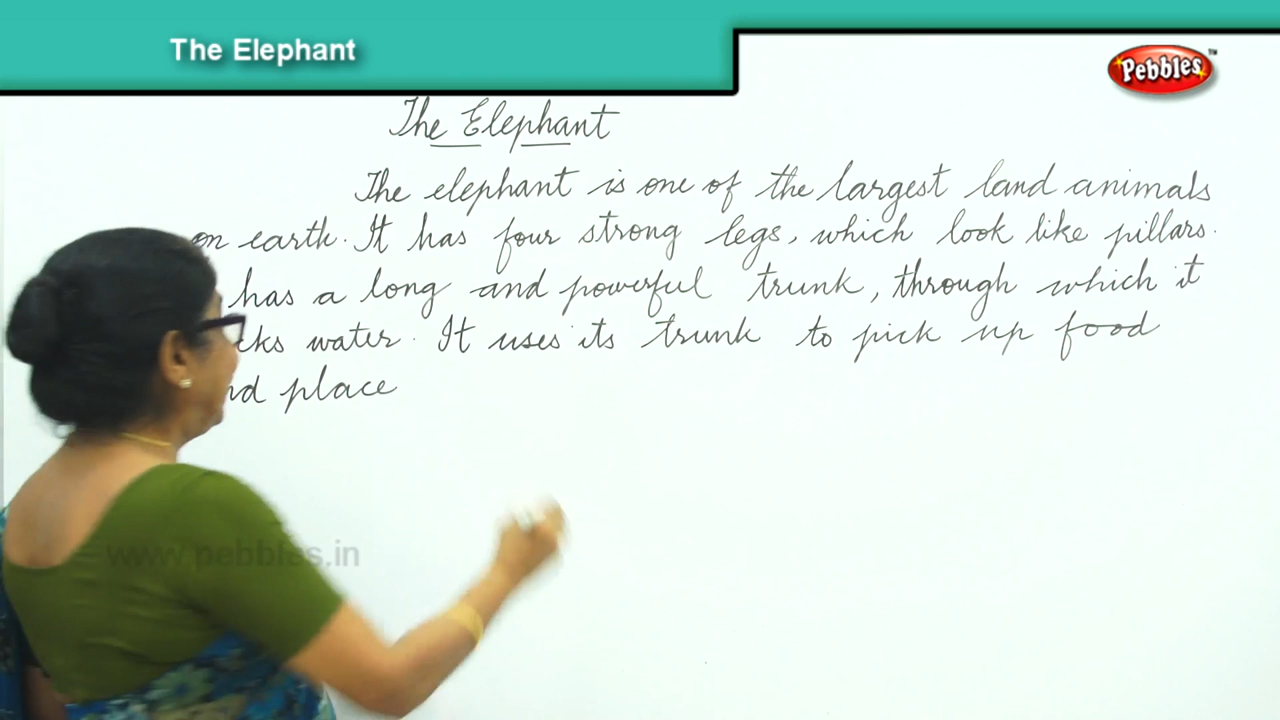 The Elephant
Pebbles™
The Elephant
The elephant is one of the largest land animals
on earth. It has four strong legs, which look like pillars.
has a long and powerful trunk, through which it
water. It uses its trunk to pick up food
place
www.pebbles.in